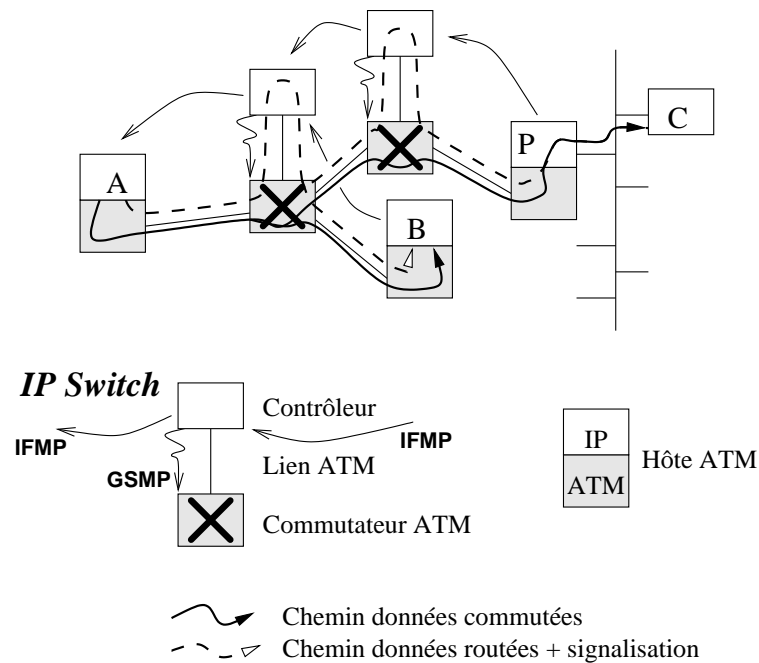 C
P
A
B
IP Switch
Contrôleur
IFMP
IFMP
IP
Hôte ATM
Lien ATM
GSMP
ATM
Commutateur ATM
Chemin données commutées
Chemin données routées + signalisation